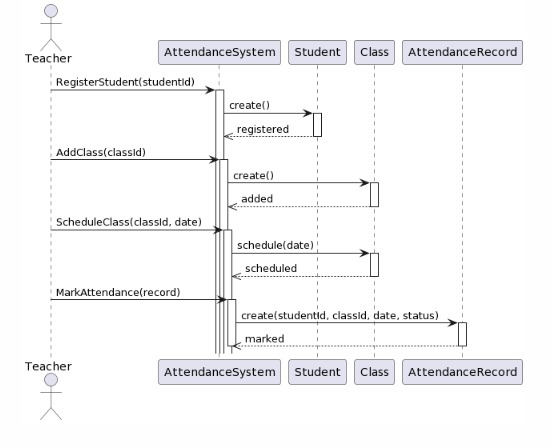 Teacher
AttendanceSystem
Student
Class
AttendanceRecord
RegisterStudent(studentId)
create()
registered
AddClass(classId)
create()
added
ScheduleClass(classId, date)
schedule(date)
scheduled
MarkAttendance(record)
create(studentId, classId, date, status)
marked
Teacher
AttendanceSystem
Student
Class
AttendanceRecord